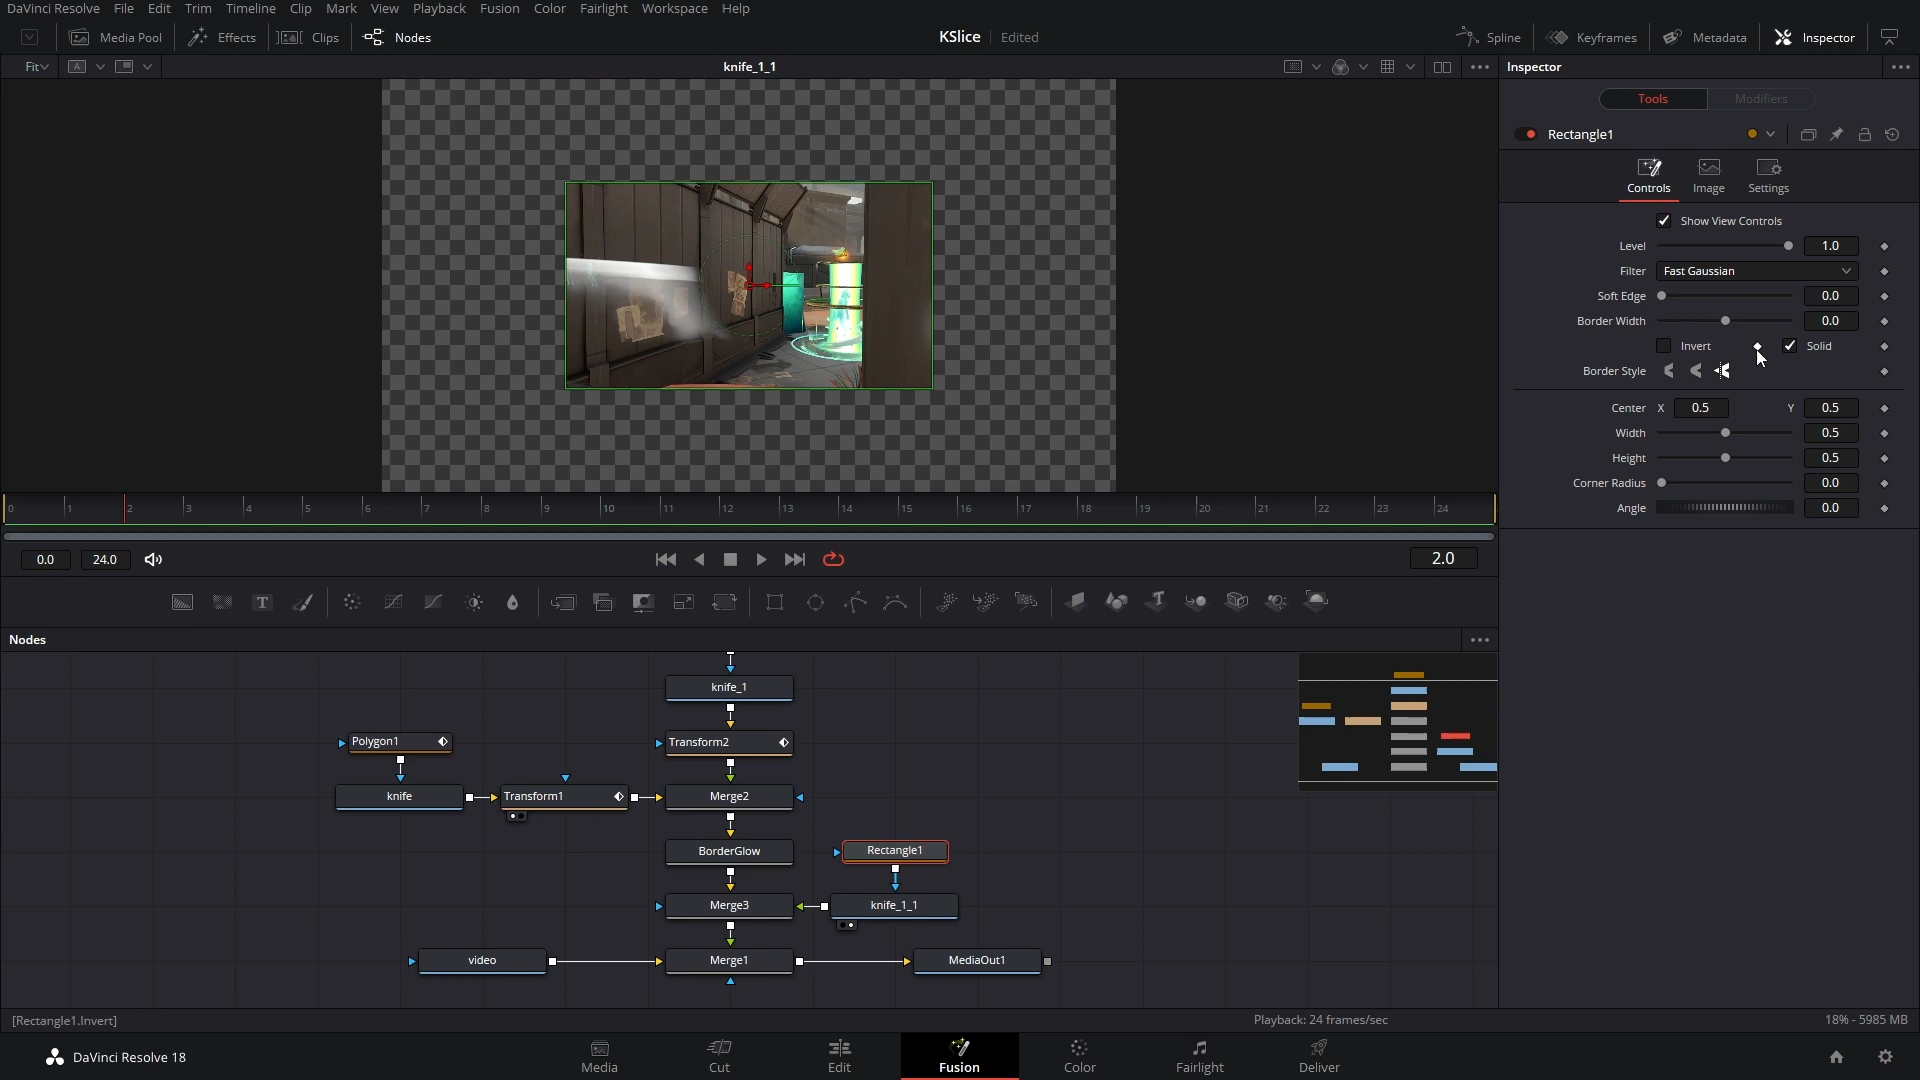 DaVinci Resolve File Edit Trim Timeline Clip Mark View Playback Fusion Color Fairlight Workspace Help
Media Pool Effects Clips Nodes KSlice Edited Spline Keyframes Metadata Inspector
Fit A knife_1_1 Inspector
Tools Modifiers
Rectangle1
Controls Image Settings
Show View Controls
Level 1.0
Filter Fast Gaussian
Soft Edge 0.0
Border Width 0.0
Invert Solid
Border Style
Center X 0.5 Y 0.5
Width 0.5
Height 0.5
Corner Radius 0.0
Angle 0.0
0 1 2 3 4 5 6 7 8 9 10 11 12 13 14 15 16 17 18 19 20 21 22 23 24
0.0 24.0 2.0
T T
Nodes
knife_1
Polygon1 Transform2
knife Transform1 Merge2
BorderGlow Rectangle1
Merge3 knife_1_1
video Merge1 MediaOut1
[Rectangle1.Invert] Playback: 24 frames/sec 18% - 5985 MB
DaVinci Resolve 18 Media Cut Edit Fusion Color Fairlight Deliver